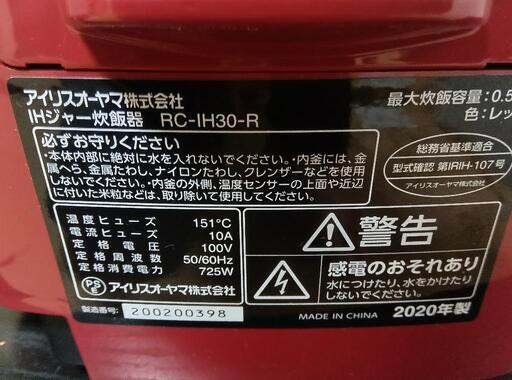 アイリスオーヤマ株式会社
IHジャー炊飯器 RC-IH30-R
最大炊飯容量:0.5
色:レッ
必ずお守りください
・本体内部に絶対に水を入れないでください。・内釜には、金
属へら、金属たわし、ナイロンたわし、クレンザーなどを使用
しないでください。・内釜の外側、温度センサーの上面や近辺
に付いた米粒などは、取り除いて使用してください。
総務省基準適合
型式確認 第IRIH-107号
アイリスオーヤマ株式会社
温度ヒューズ 151℃
電流ヒューズ 10A
定格電圧 100V
定格周波数 50/60Hz
定格消費電力 725W
PSE アイリスオーヤマ株式会社
製造番号: 200200398
警告
感電のおそれあり
水につけたり、水をかけたり
しないでください。
MADE IN CHINA 2020年製